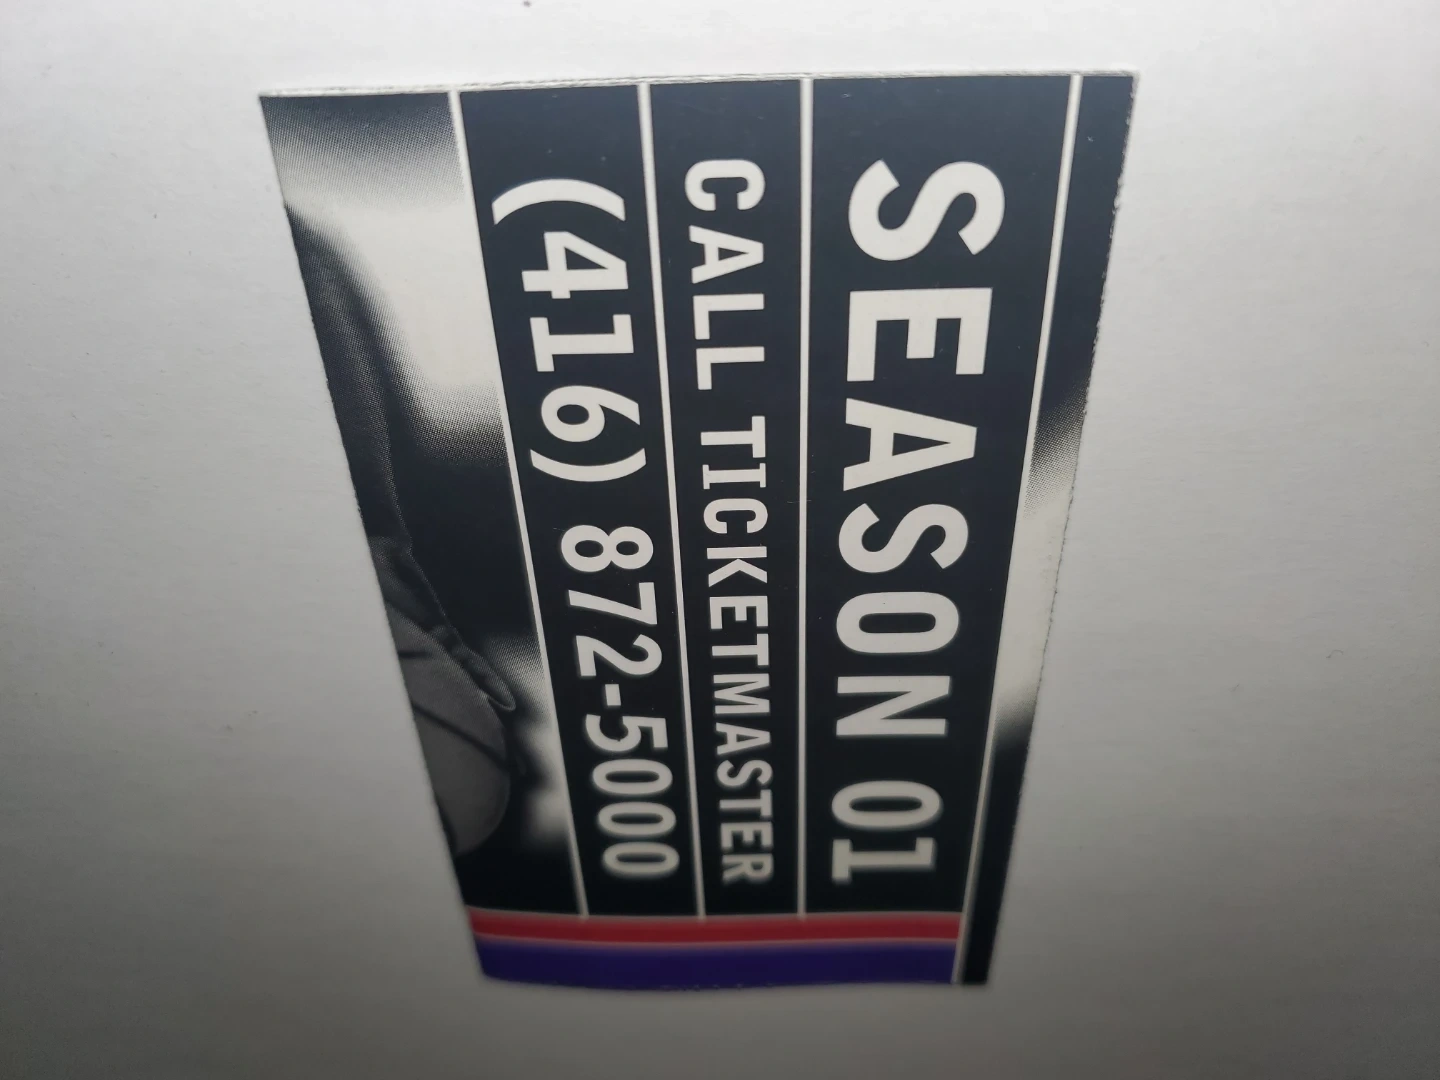 SEASON 01
CALL TICKETMASTER
(416) 872-5000